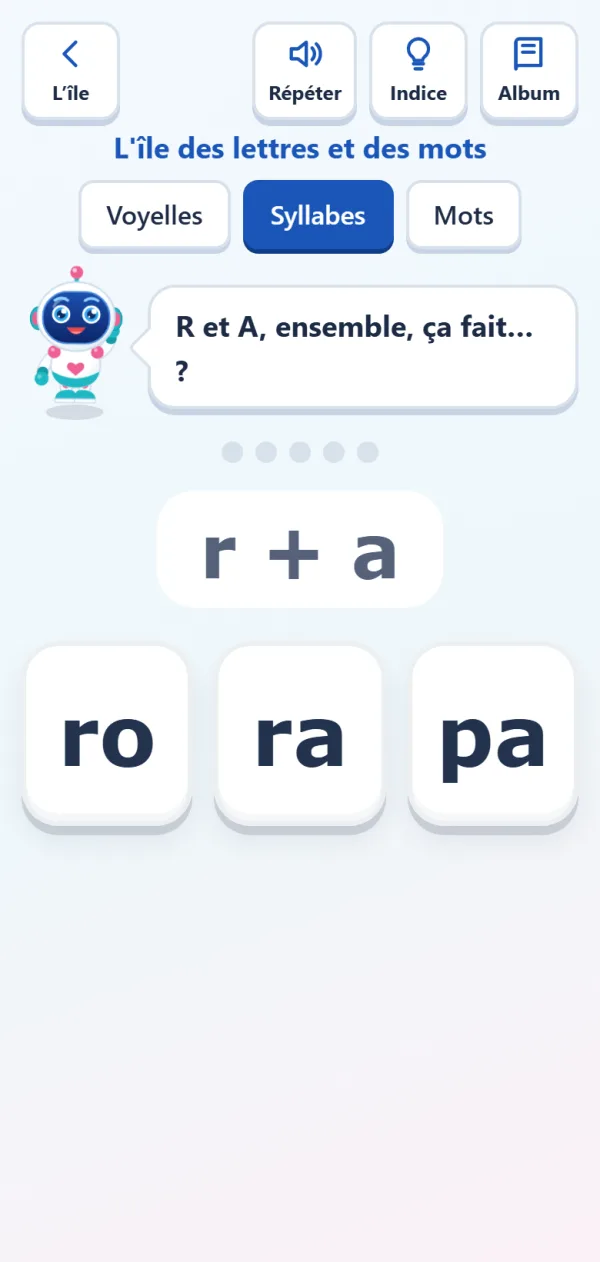 L’île
Répéter
Indice
Album
L'île des lettres et des mots
Voyelles
Syllabes
Mots
R et A, ensemble, ça fait…
?
r + a
ro
ra
pa